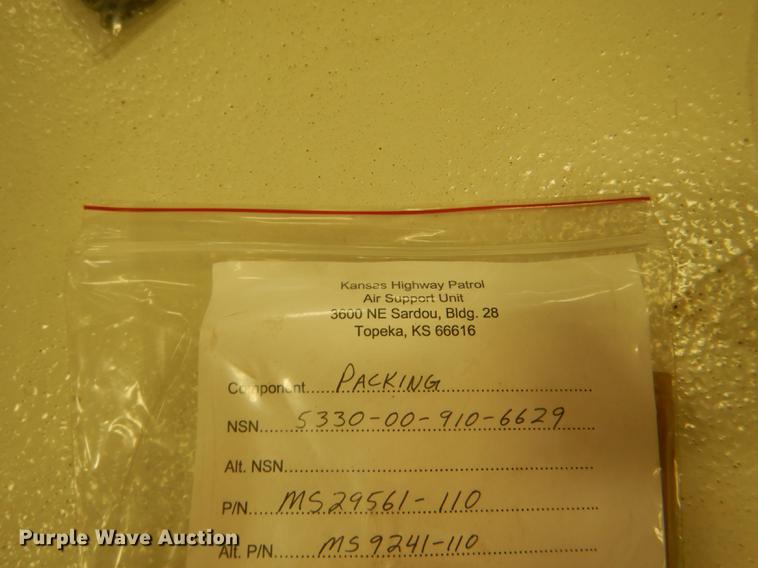 Kansas Highway Patrol
Air Support Unit
3600 NE Sardou, Bldg. 28
Topeka, KS 66616
Component....PACKING
NSN....5330-00-910-6629
Alt. NSN....
P/N....MS29561-110
Alt. P/N....MS9241-110
Purple Wave Auction